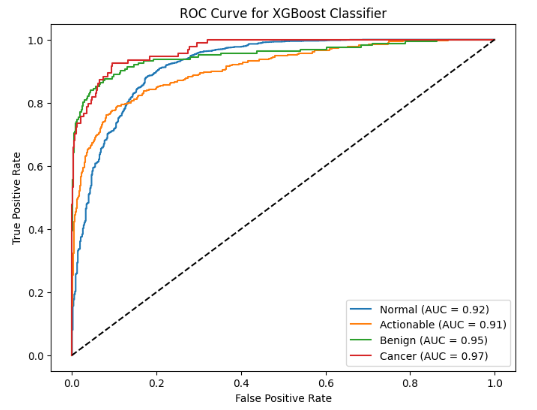 ROC Curve for XGBoost Classifier
True Positive Rate
1.0
0.8
0.6
0.4
0.2
0.0
0.0 0.2 0.4 0.6 0.8 1.0
False Positive Rate
Normal (AUC = 0.92)
Actionable (AUC = 0.91)
Benign (AUC = 0.95)
Cancer (AUC = 0.97)